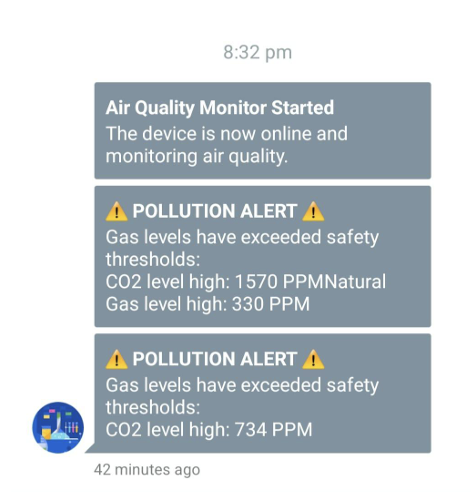 8:32 pm
Air Quality Monitor Started
The device is now online and
monitoring air quality.
⚠️ POLLUTION ALERT ⚠️
Gas levels have exceeded safety
thresholds:
CO2 level high: 1570 PPMNatural
Gas level high: 330 PPM
⚠️ POLLUTION ALERT ⚠️
Gas levels have exceeded safety
thresholds:
CO2 level high: 734 PPM
42 minutes ago